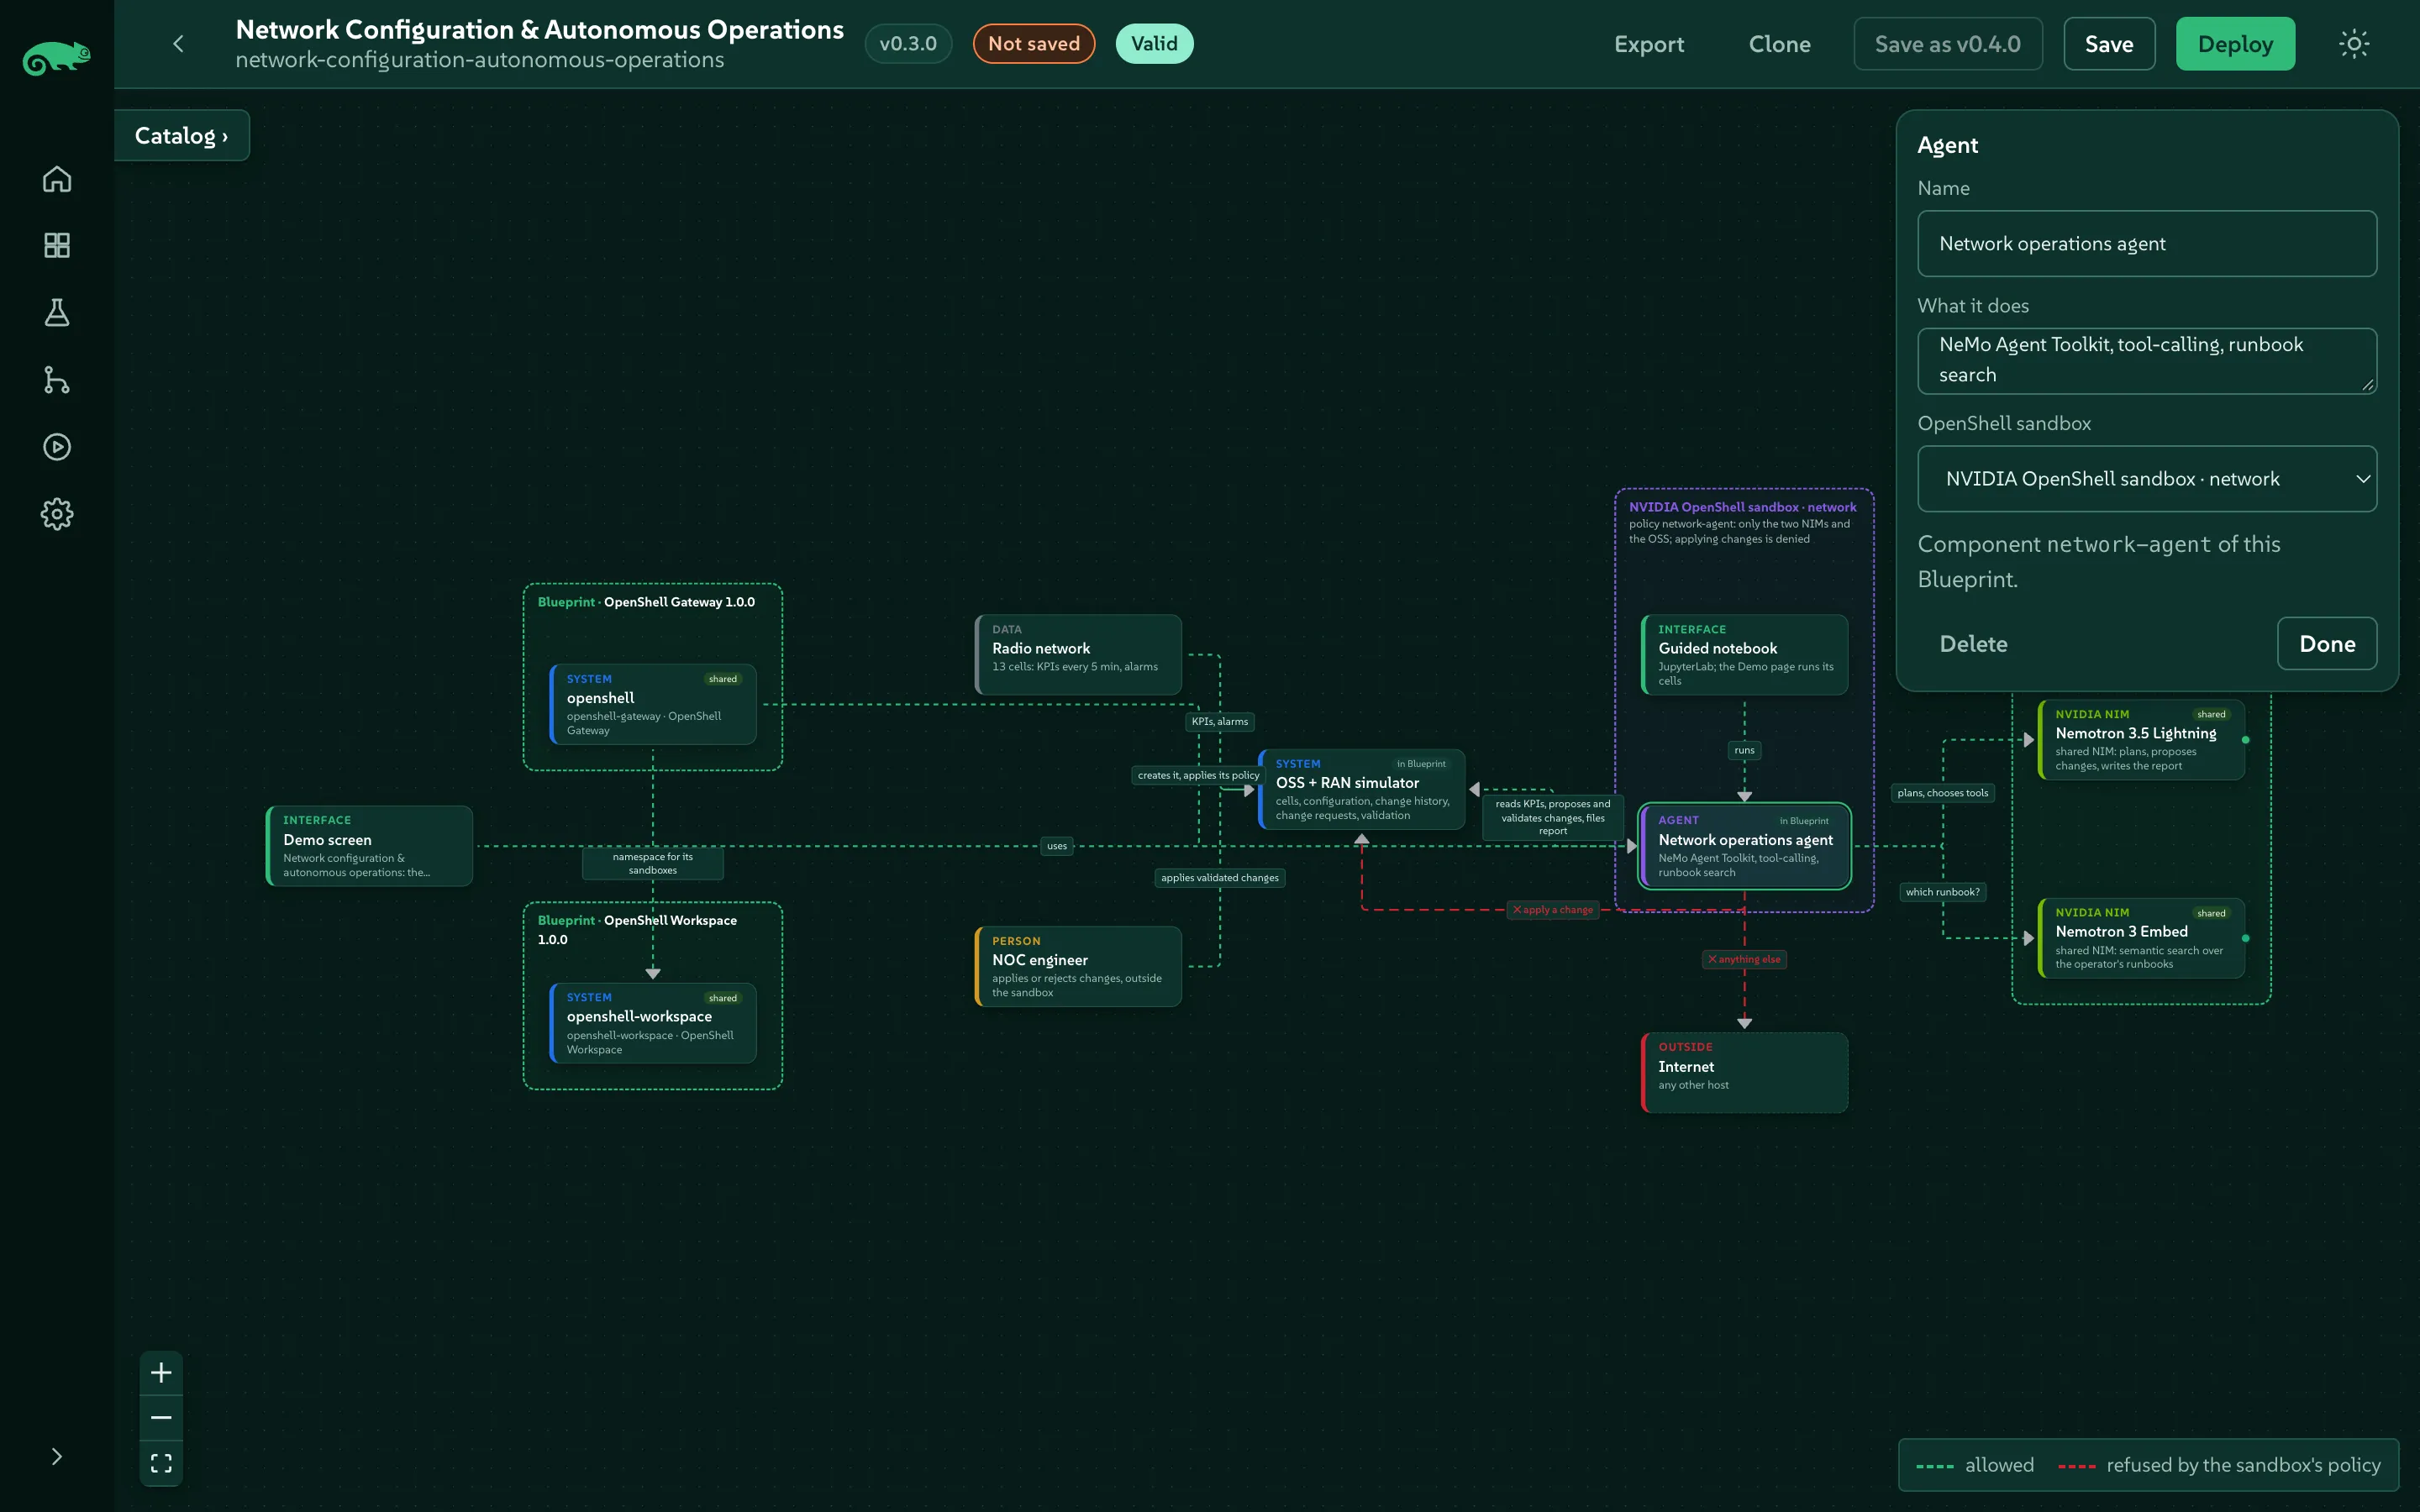 Network Configuration & Autonomous Operations
network-configuration-autonomous-operations
v0.3.0
Not saved
Valid
Export
Clone
Save as v0.4.0
Save
Deploy
Catalog ›
Agent
Name
Network operations agent
What it does
NeMo Agent Toolkit, tool-calling, runbook
search
OpenShell sandbox
NVIDIA OpenShell sandbox · network
Component network-agent of this
Blueprint.
Delete
Done
NVIDIA OpenShell sandbox · network
policy network-agent: only the two NIMs and
the OSS; applying changes is denied
Blueprint · OpenShell Gateway 1.0.0
SYSTEM
shared
openshell
openshell-gateway · OpenShell
Gateway
DATA
Radio network
13 cells: KPIs every 5 min, alarms
INTERFACE
Guided notebook
JupyterLab; the Demo page runs its
cells
KPIs, alarms
runs
NVIDIA NIM
shared
Nemotron 3.5 Lightning
shared NIM: plans, proposes
changes, writes the report
creates it, applies its policy
SYSTEM
in Blueprint
OSS + RAN simulator
cells, configuration, change history,
change requests, validation
reads KPIs, proposes and
validates changes, files
report
plans, chooses tools
INTERFACE
Demo screen
Network configuration &
autonomous operations: the...
uses
AGENT
in Blueprint
Network operations agent
NeMo Agent Toolkit, tool-calling,
runbook search
namespace for its
sandboxes
applies validated changes
which runbook?
Blueprint · OpenShell Workspace
1.0.0
✕ apply a change
NVIDIA NIM
shared
Nemotron 3 Embed
shared NIM: semantic search over
the operator's runbooks
PERSON
NOC engineer
applies or rejects changes, outside
the sandbox
✕ anything else
SYSTEM
shared
openshell-workspace
openshell-workspace · OpenShell
Workspace
OUTSIDE
Internet
any other host
allowed
refused by the sandbox's policy